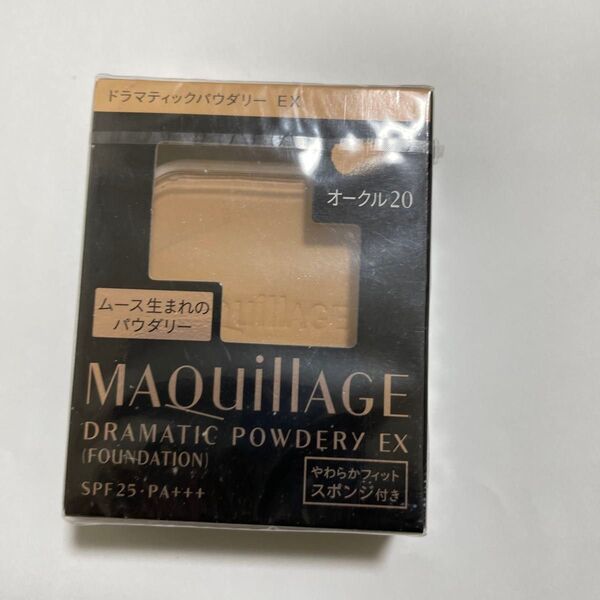 ドラマティックパウダリー EX
オークル20
MAQuillAGE
ムース生まれの
パウダリー
MAQuillAGE
DRAMATIC POWDERY EX
(FOUNDATION)
やわらかフィット
スポンジ付き
SPF25・PA+++